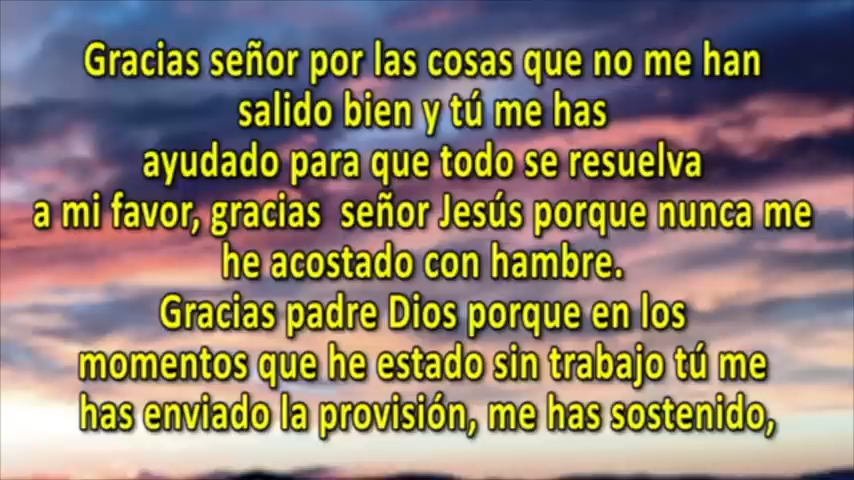 Gracias señor por las cosas que no me han
salido bien y tú me has
ayudado para que todo se resuelva
a mi favor, gracias  señor Jesús porque nunca me
he acostado con hambre.
Gracias padre Dios porque en los
momentos que he estado sin trabajo tú me
has enviado la provisión, me has sostenido,